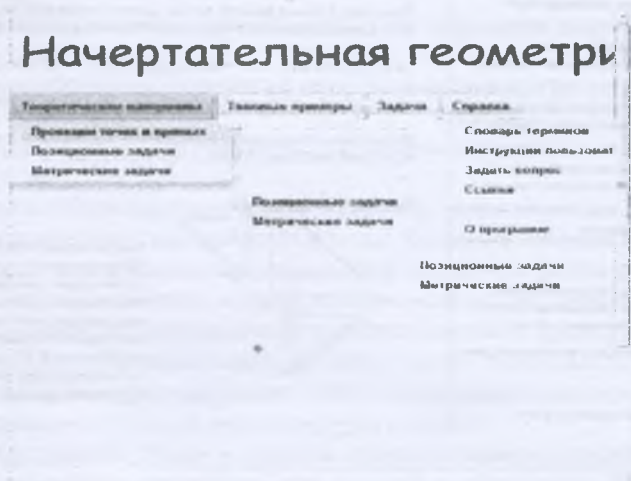 Начертательная геометри
Теоретические материалы Типовые примеры Задачи Справка
Проекции точек и прямых
Позиционные задачи
Метрические задачи
Словарь терминов
Инструкция пользоват
Задать вопрос
Ссылки
О программе
Позиционные задачи
Метрические задачи
Позиционные задачи
Метрические задачи